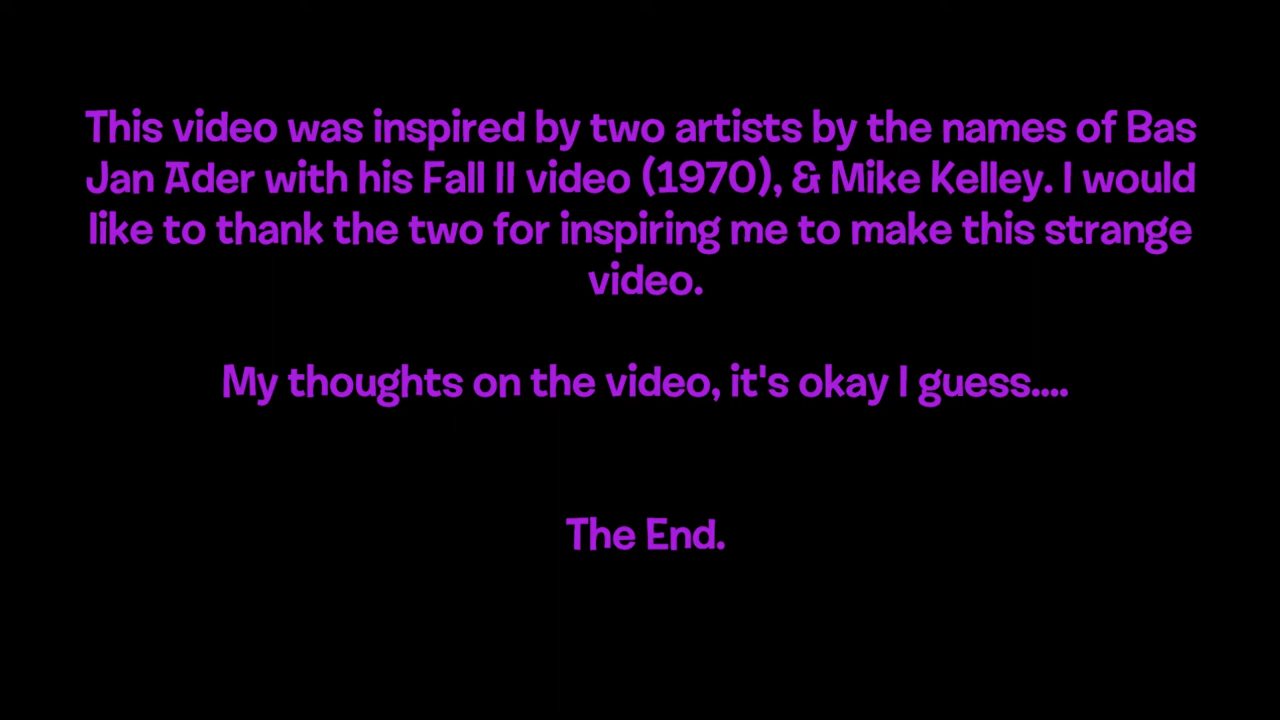 This video was inspired by two artists by the names of Bas
Jan Ader with his Fall II video (1970), & Mike Kelley. I would
like to thank the two for inspiring me to make this strange
video.
My thoughts on the video, it's okay I guess....
The End.